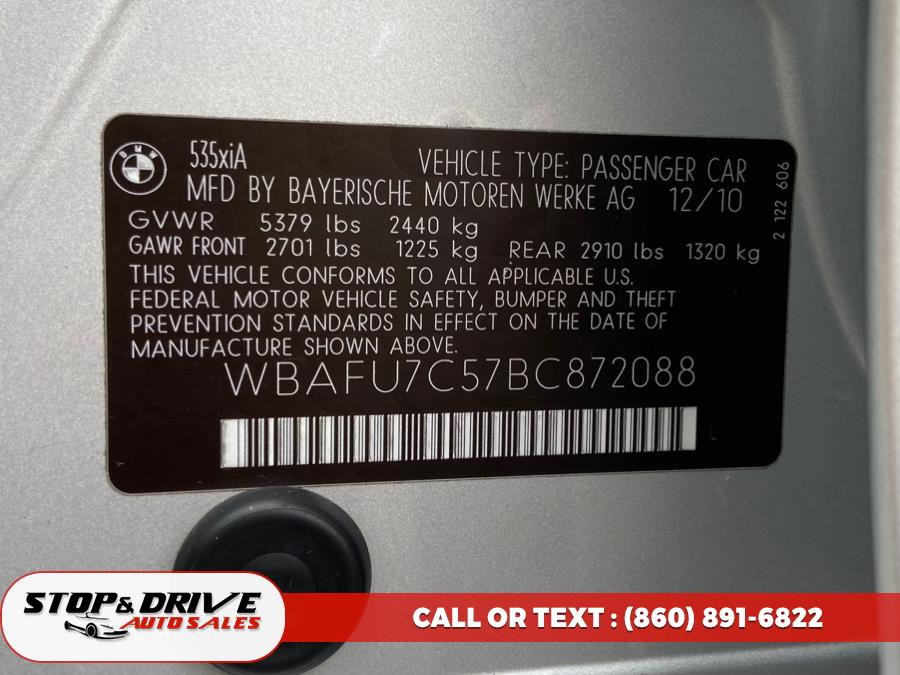 BMW
535xiA
VEHICLE TYPE: PASSENGER CAR
MFD BY BAYERISCHE MOTOREN WERKE AG 12/10
GVWR 5379 lbs 2440 kg
GAWR FRONT 2701 lbs 1225 kg REAR 2910 lbs 1320 kg
THIS VEHICLE CONFORMS TO ALL APPLICABLE U.S.
FEDERAL MOTOR VEHICLE SAFETY, BUMPER AND THEFT
PREVENTION STANDARDS IN EFFECT ON THE DATE OF
MANUFACTURE SHOWN ABOVE.
WBAFU7C57BC872088
2 122 606
STOP & DRIVE
AUTO SALES
CALL OR TEXT : (860) 891-6822